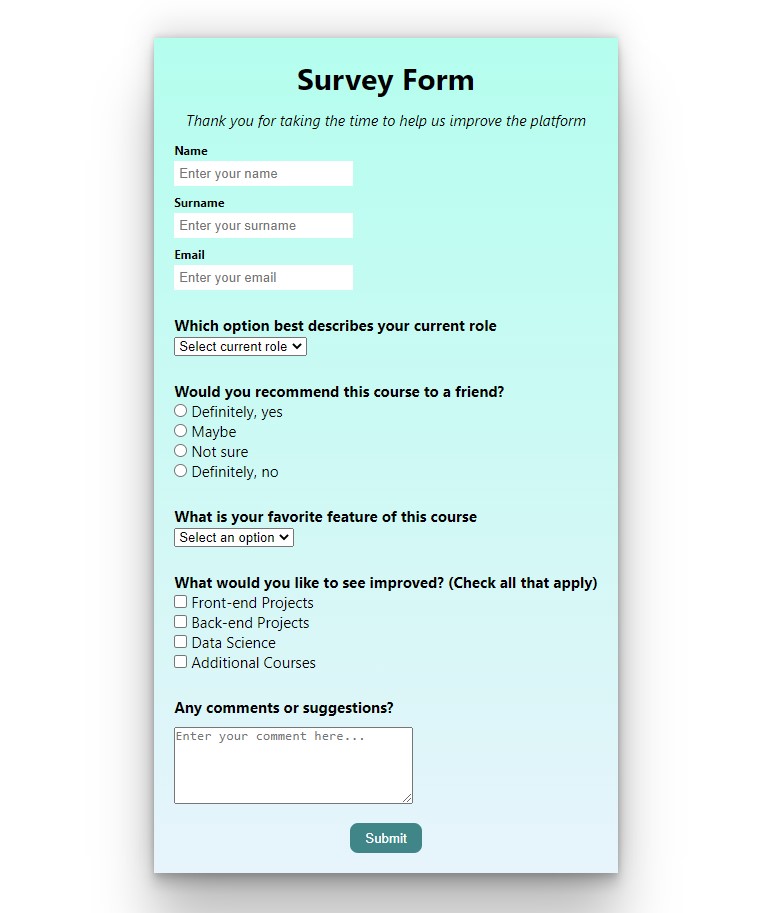 Survey Form
Thank you for taking the time to help us improve the platform
Name
Enter your name
Surname
Enter your surname
Email
Enter your email
Which option best describes your current role
Select current role
Would you recommend this course to a friend?
Definitely, yes
Maybe
Not sure
Definitely, no
What is your favorite feature of this course
Select an option
What would you like to see improved? (Check all that apply)
Front-end Projects
Back-end Projects
Data Science
Additional Courses
Any comments or suggestions?
Enter your comment here...
Submit